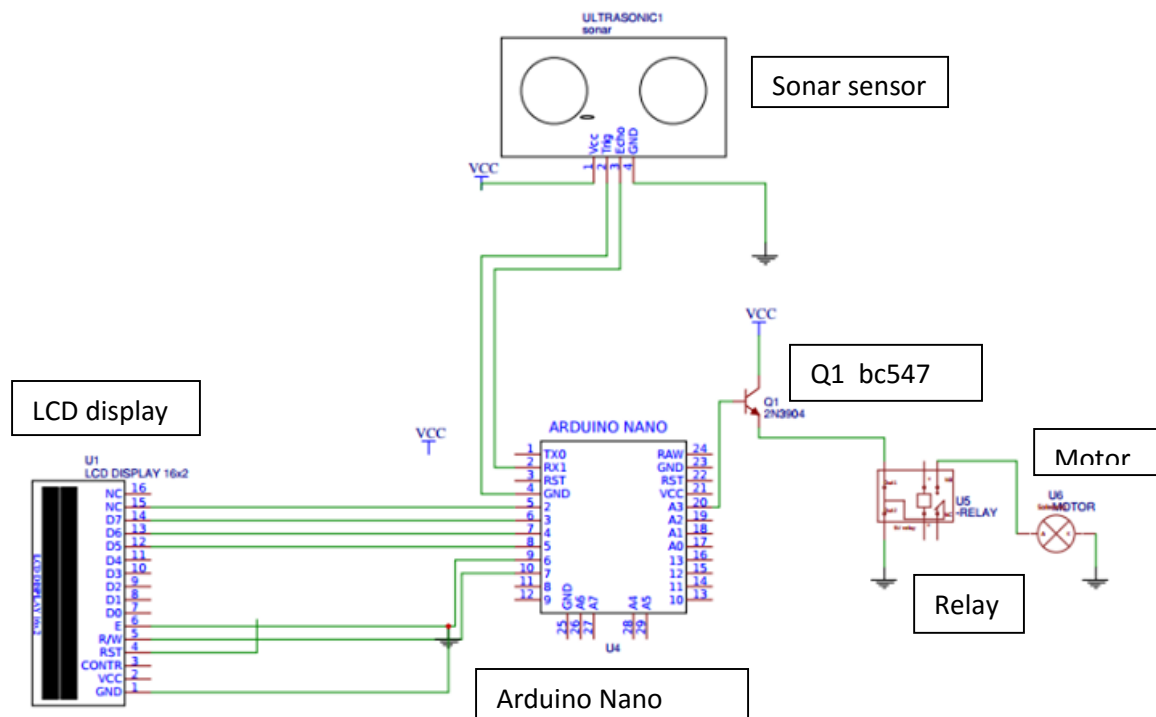 ULTRASONIC1
sonar
Sonar sensor
Vcc
Trig
Echo
GND
1
2
3
4
VCC
VCC
Q1 bc547
Q1
2N3904
LCD display
VCC
ARDUINO NANO
Motor
U1
LCD DISPLAY 16x2
NC 16
NC 15
D7 14
D6 13
D5 12
D4 11
D3 10
D2 9
D1 8
D0 7
E 6
R/W 5
RST 4
CONTR 3
VCC 2
GND 1
1 TX0
2 RX1
3 RST
4 GND
5 2
6 3
7 4
8 5
9 6
10 7
11 8
12 9
RAW 24
GND 23
RST 22
VCC 21
A3 20
A2 19
A1 18
A0 17
13 16
12 15
11 14
10 13
GND
A6
A7
A4
A5
25
26
27
28
29
U4
U5
-RELAY
U6
MOTOR
Relay
Arduino Nano